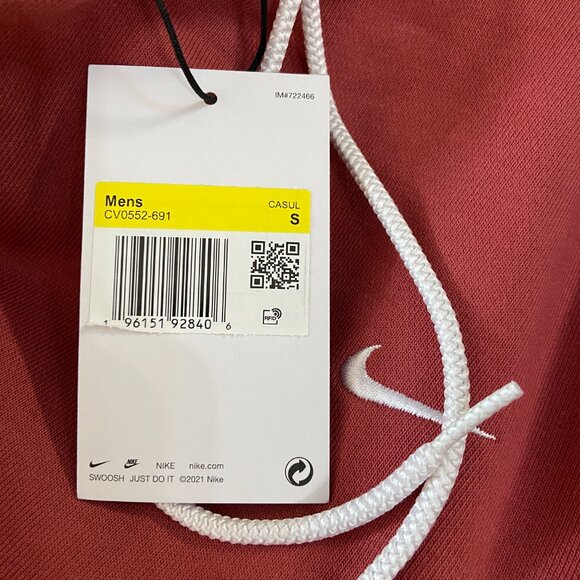 IM#722466
Mens CASUL
CV0552-691 S
1 96151 92840 6
RFID
NIKE nike.com
SWOOSH JUST DO IT ©2021 Nike